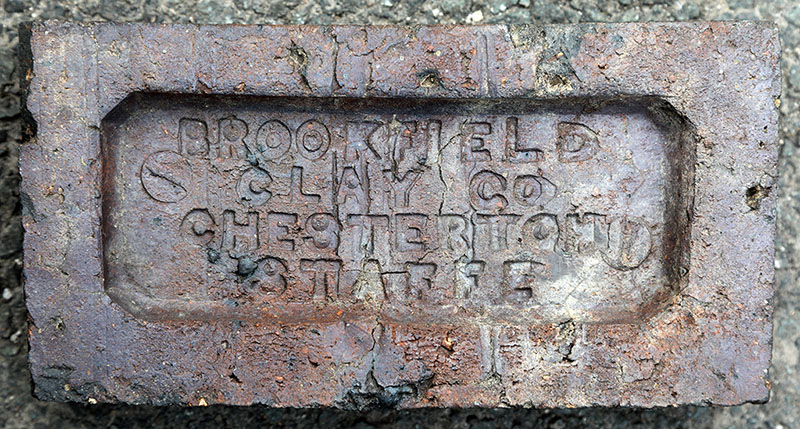 BROOKFIELD
CLAY CO
CHESTERTON
STAFFS